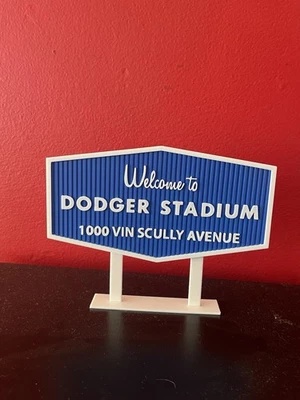 Welcome to
DODGER STADIUM
1000 VIN SCULLY AVENUE